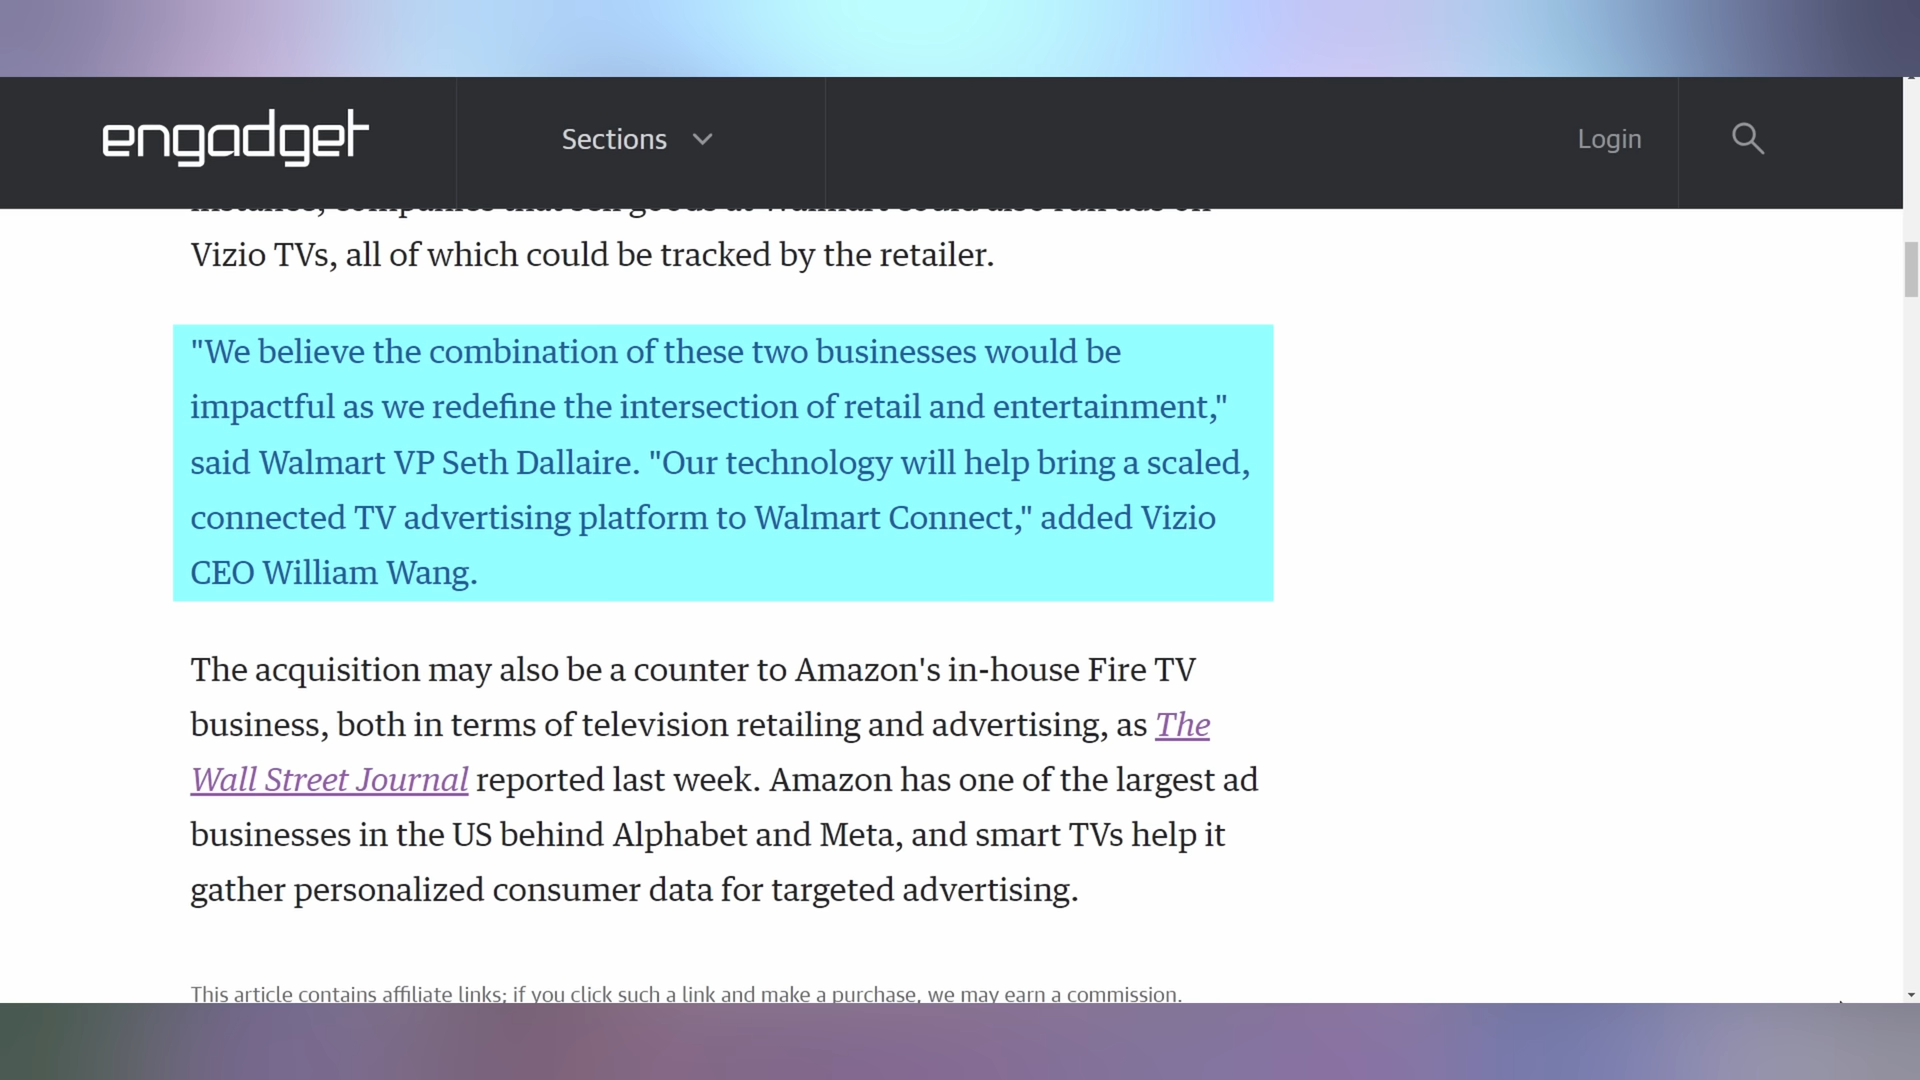 engadget
Sections
Login
Vizio TVs, all of which could be tracked by the retailer.
"We believe the combination of these two businesses would be
impactful as we redefine the intersection of retail and entertainment,"
said Walmart VP Seth Dallaire. "Our technology will help bring a scaled,
connected TV advertising platform to Walmart Connect," added Vizio
CEO William Wang.
The acquisition may also be a counter to Amazon's in-house Fire TV
business, both in terms of television retailing and advertising, as The
Wall Street Journal reported last week. Amazon has one of the largest ad
businesses in the US behind Alphabet and Meta, and smart TVs help it
gather personalized consumer data for targeted advertising.
This article contains affiliate links; if you click such a link and make a purchase, we may earn a commission.